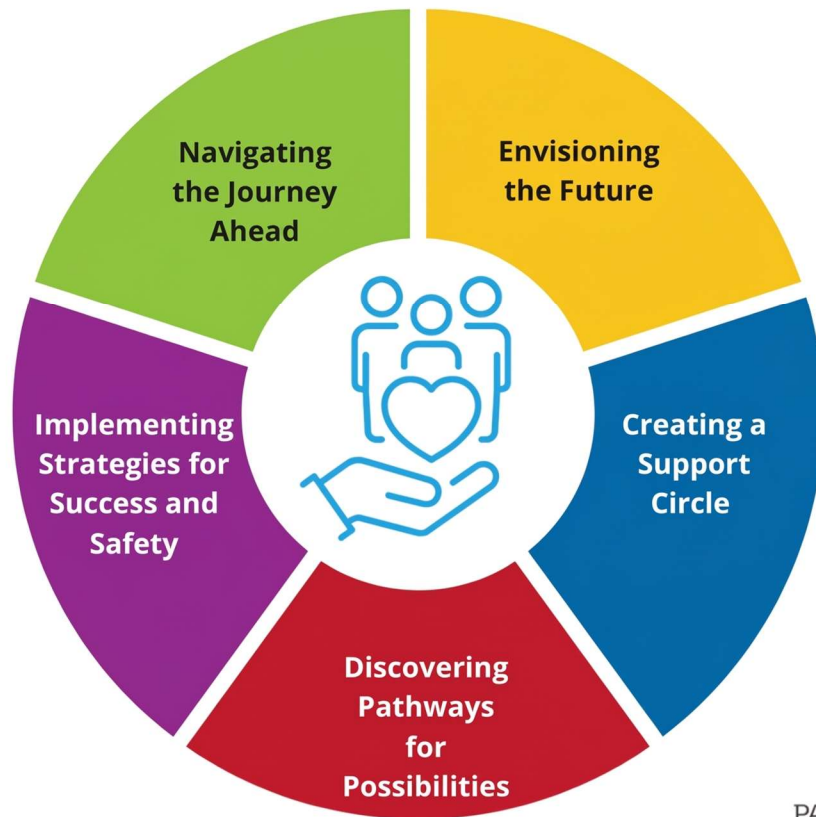 Navigating
the Journey
Ahead
Envisioning
the Future
Implementing
Strategies for
Success and
Safety
Creating a
Support
Circle
Discovering
Pathways
for
Possibilities